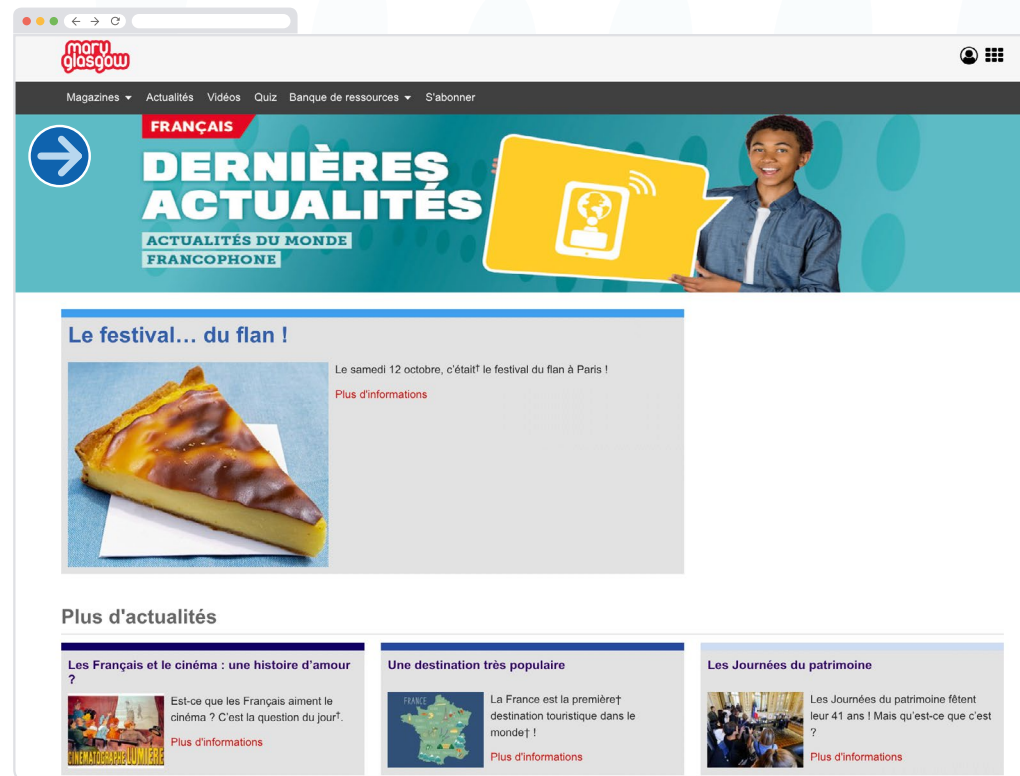 mary
glasgow
Magazines Actualités Vidéos Quiz Banque de ressources S'abonner
FRANÇAIS
DERNIÈRES
ACTUALITÉS
ACTUALITÉS DU MONDE
FRANCOPHONE
Le festival… du flan !
Le samedi 12 octobre, c'était† le festival du flan à Paris !
Plus d'informations
Plus d'actualités
Les Français et le cinéma : une histoire d'amour
?
Est-ce que les Français aiment le
cinéma ? C'est la question du jour†.
Plus d'informations
CINEMATOGRAPHE LUMIÈRE
Une destination très populaire
FRANCE
La France est la première†
destination touristique dans le
monde† !
Plus d'informations
Les Journées du patrimoine
Les Journées du patrimoine fêtent
leur 41 ans ! Mais qu'est-ce que c'est
?
Plus d'informations